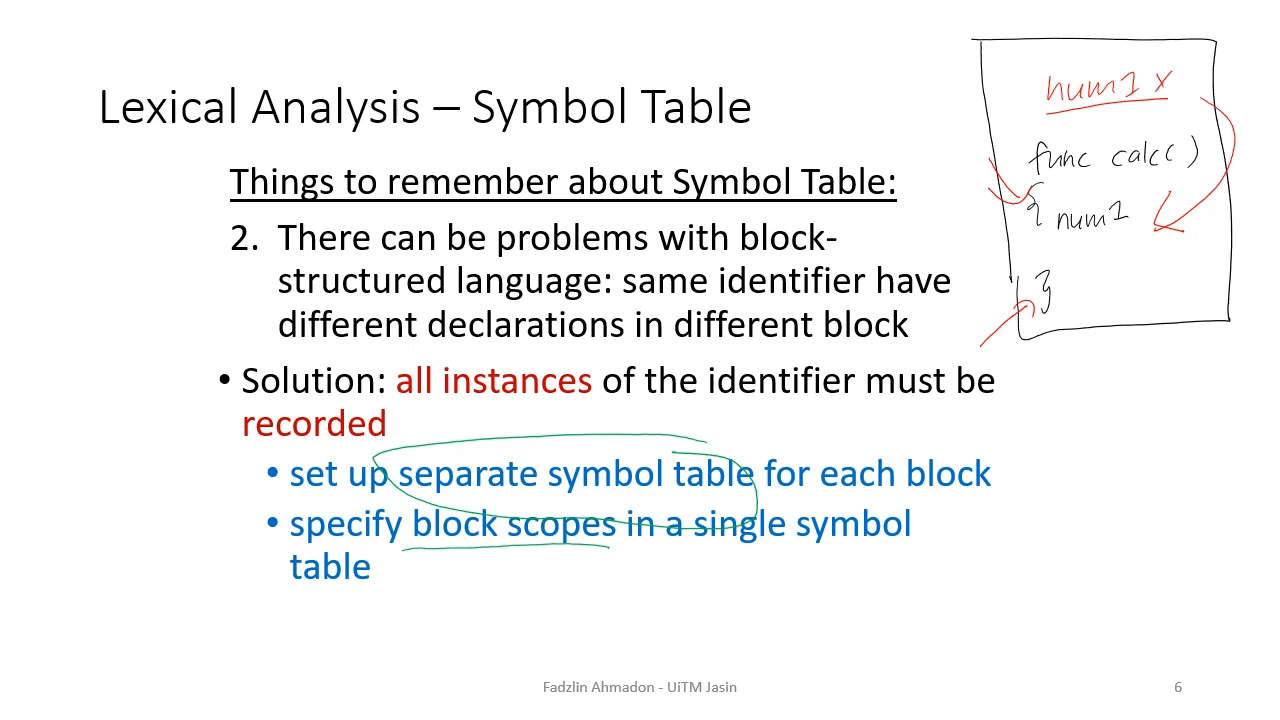 Lexical Analysis – Symbol Table
Things to remember about Symbol Table:
2. There can be problems with block-
structured language: same identifier have
different declarations in different block
• Solution: all instances of the identifier must be
recorded
• set up separate symbol table for each block
• specify block scopes in a single symbol
table
num1 x
func calc( )
{ num1
}
Fadzlin Ahmadon - UiTM Jasin
6